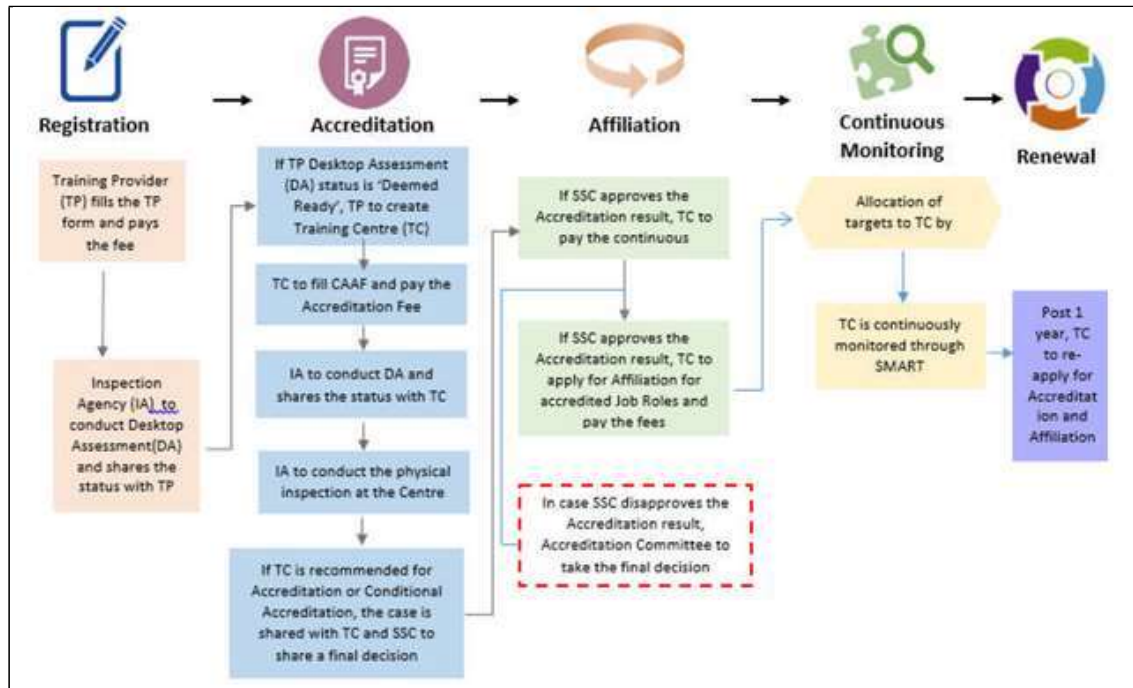 Registration
Accreditation
Affiliation
Continuous
Monitoring
Renewal
Training Provider
(TP) fills the TP
form and pays
the fee
Inspection
Agency (IA) to
conduct Desktop
Assessment(DA)
and shares the
status with TP
If TP Desktop Assessment
(DA) status is ‘Deemed
Ready’, TP to create
Training Centre (TC)
TC to fill CAAF and pay the
Accreditation Fee
IA to conduct DA and
shares the status with TC
IA to conduct the physical
inspection at the Centre
If TC is recommended for
Accreditation or Conditional
Accreditation, the case is
shared with TC and SSC to
share a final decision
If SSC approves the
Accreditation result, TC to
pay the continuous
If SSC approves the
Accreditation result, TC to
apply for Affiliation for
accredited Job Roles and
pay the fees
In case SSC disapproves the
Accreditation result,
Accreditation Committee to
take the final decision
Allocation of
targets to TC by
TC is continuously
monitored through
SMART
Post 1
year, TC
to re-
apply for
Accreditat
ion and
Affiliation